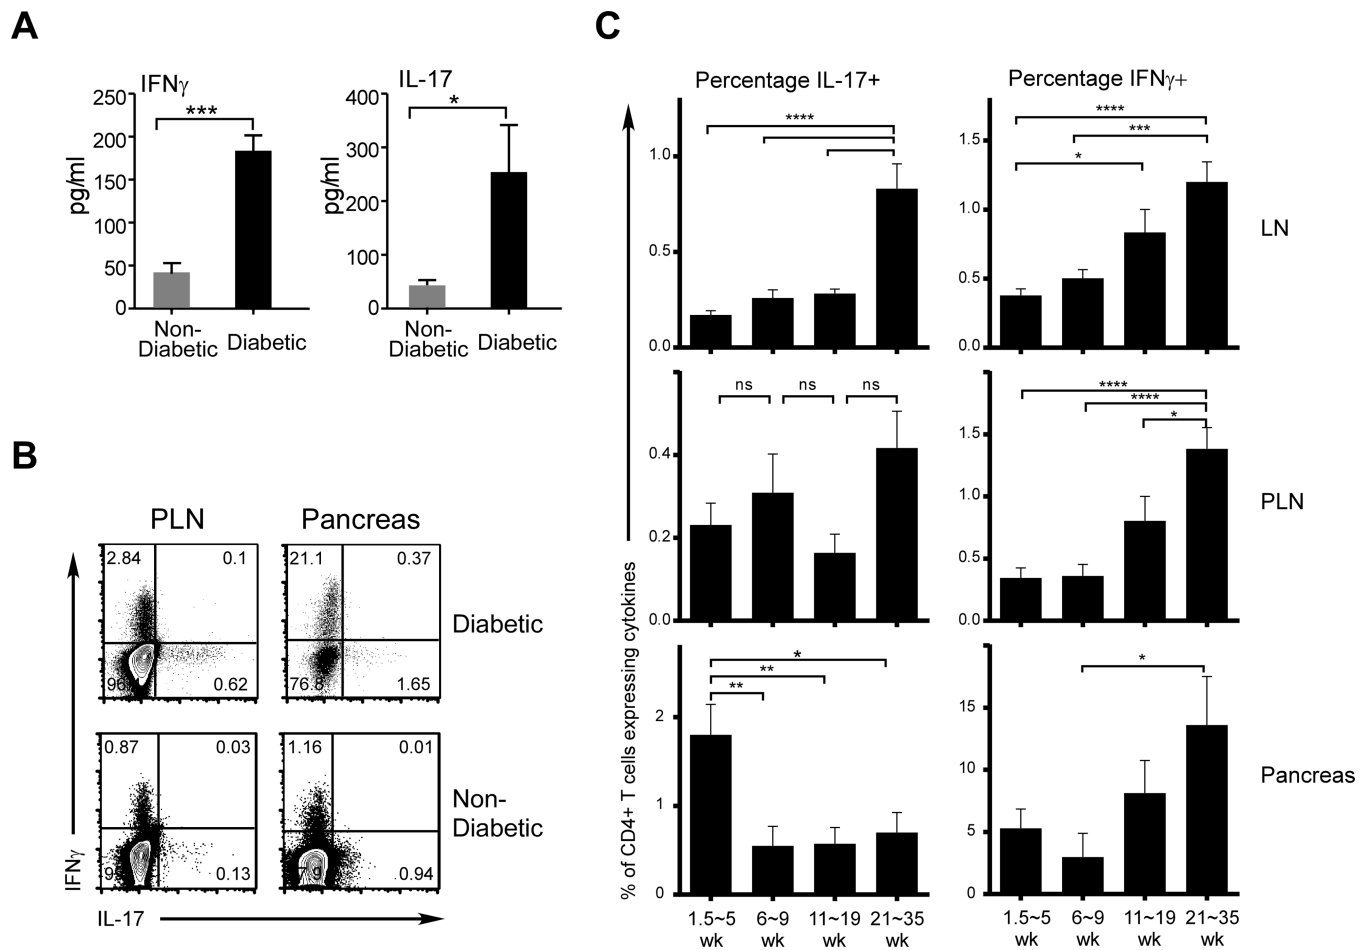 A
IFNγ
***
pg/ml
250
200
150
100
50
0
Non-
Diabetic
Diabetic
IL-17
*
pg/ml
400
300
200
100
0
Non-
Diabetic
Diabetic
B
PLN
Pancreas
2.84
0.1
0.62
21.1
0.37
76.8
1.65
Diabetic
0.87
0.03
0.13
1.16
0.01
0.94
Non-
Diabetic
IFNγ
IL-17
C
Percentage IL-17+
Percentage IFNγ+
% of CD4+ T cells expressing cytokines
****
1.0
0.5
0.0
****
***
*
1.5
1.0
0.5
0.0
LN
ns
ns
ns
0.4
0.2
0.0
****
****
*
1.5
1.0
0.5
0.0
PLN
*
**
**
2
1
0
*
15
10
5
0
Pancreas
1.5~5
wk
6~9
wk
11~19
wk
21~35
wk
1.5~5
wk
6~9
wk
11~19
wk
21~35
wk